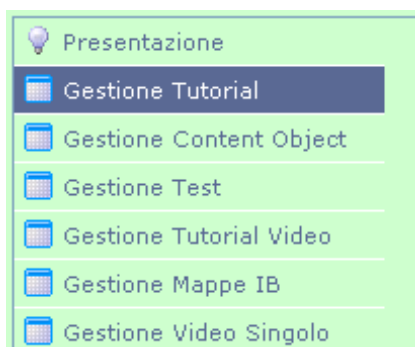 Presentazione
Gestione Tutorial
Gestione Content Object
Gestione Test
Gestione Tutorial Video
Gestione Mappe IB
Gestione Video Singolo